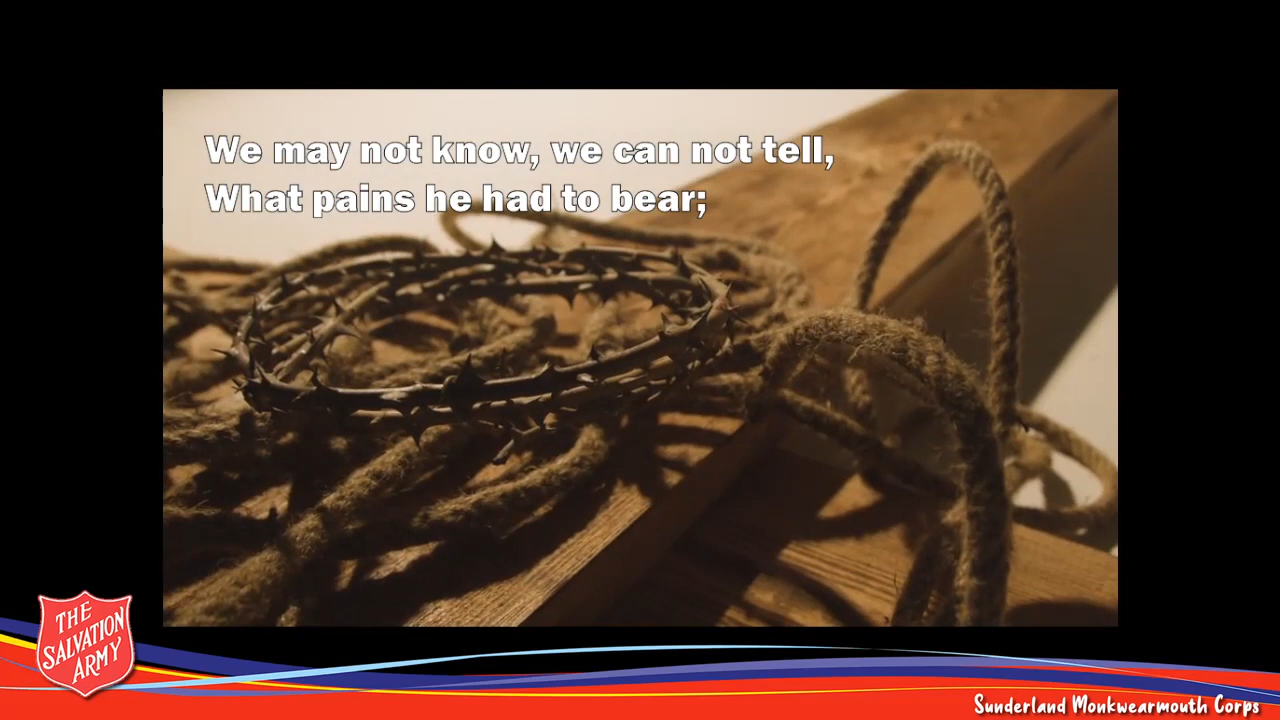 We may not know, we can not tell,
What pains he had to bear;
THE
SALVATION
ARMY
Sunderland Monkwearmouth Corps